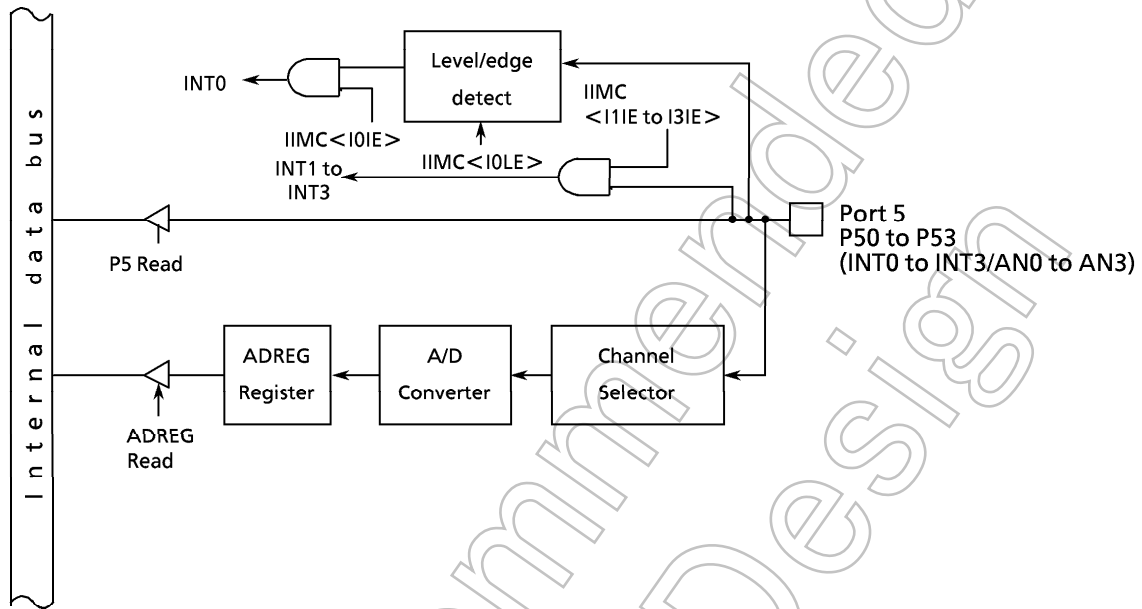 Internal data bus
Level/edge
detect
INT0
IIMC<I0IE>
IIMC<I0LE>
IIMC
<I1IE to I3IE>
INT1 to
INT3
P5 Read
Port 5
P50 to P53
(INT0 to INT3/AN0 to AN3)
ADREG
Register
A/D
Converter
Channel
Selector
ADREG
Read
mmended
Design